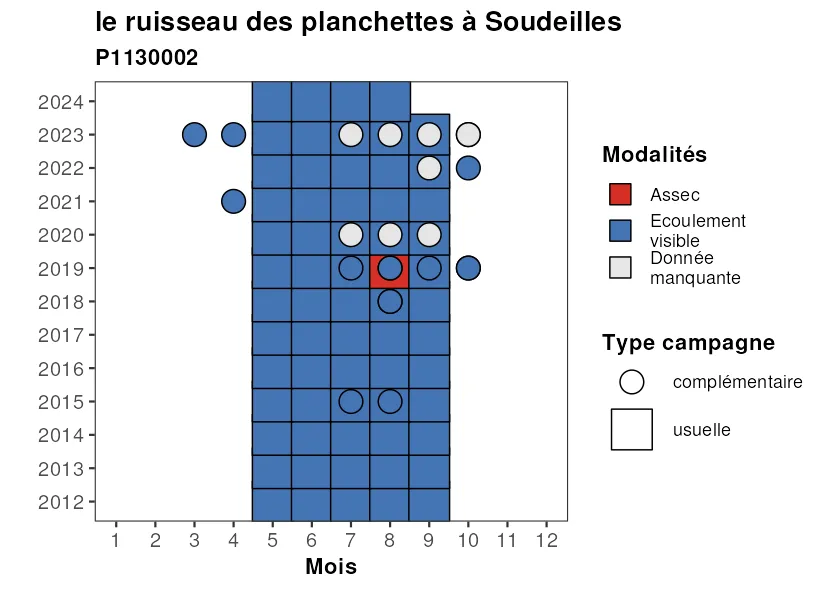 le ruisseau des planchettes à Soudeilles
P1130002
2024
2023
2022
2021
2020
2019
2018
2017
2016
2015
2014
2013
2012
1 2 3 4 5 6 7 8 9 10 11 12
Mois
Modalités
Assec
Ecoulement
visible
Donnée
manquante
Type campagne
complémentaire
usuelle